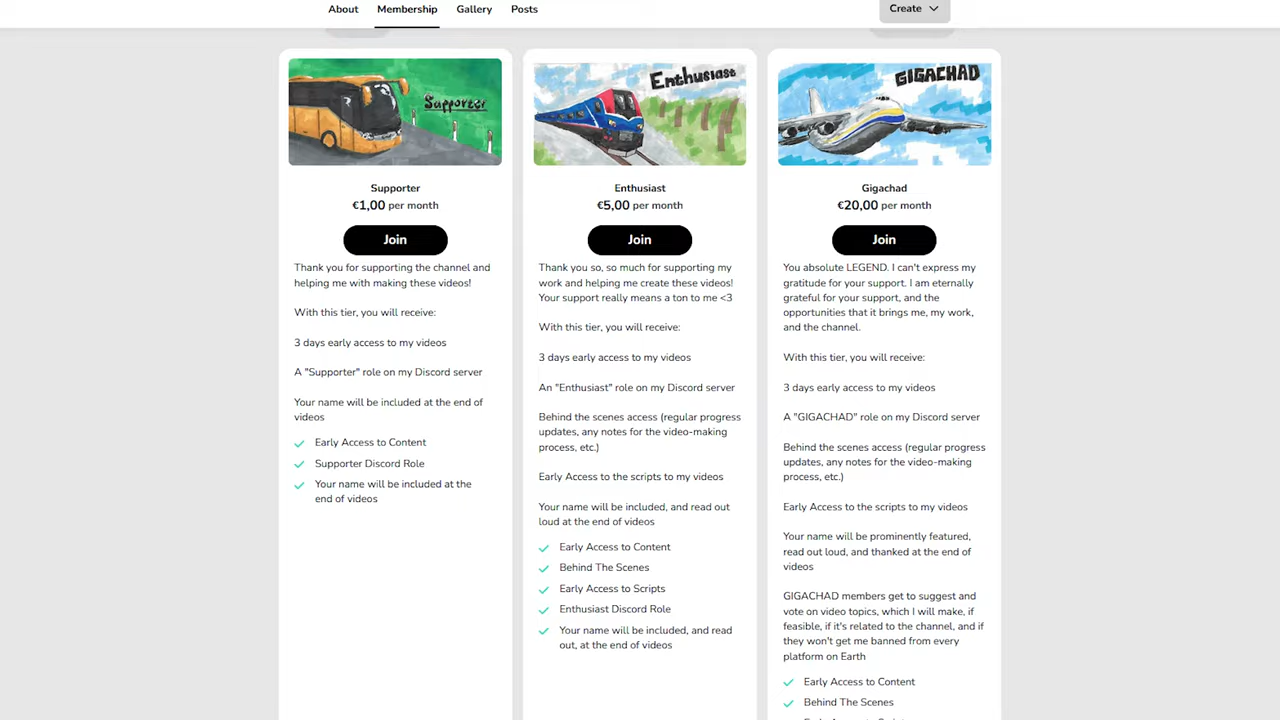 About
Membership
Gallery
Posts
Create
Supporter
Supporter
€1,00 per month
Join
Thank you for supporting the channel and
helping me with making these videos!
With this tier, you will receive:
3 days early access to my videos
A "Supporter" role on my Discord server
Your name will be included at the end of
videos
Early Access to Content
Supporter Discord Role
Your name will be included at the
end of videos
Enthusiast
Enthusiast
€5,00 per month
Join
Thank you so, so much for supporting my
work and helping me create these videos!
Your support really means a ton to me <3
With this tier, you will receive:
3 days early access to my videos
An "Enthusiast" role on my Discord server
Behind the scenes access (regular progress
updates, any notes for the video-making
process, etc.)
Early Access to the scripts to my videos
Your name will be included, and read out
loud at the end of videos
Early Access to Content
Behind The Scenes
Early Access to Scripts
Enthusiast Discord Role
Your name will be included, and read
out, at the end of videos
GIGACHAD
Gigachad
€20,00 per month
Join
You absolute LEGEND. I can't express my
gratitude for your support. I am eternally
grateful for your support, and the
opportunities that it brings me, my work,
and the channel.
With this tier, you will receive:
3 days early access to my videos
A "GIGACHAD" role on my Discord server
Behind the scenes access (regular progress
updates, any notes for the video-making
process, etc.)
Early Access to the scripts to my videos
Your name will be prominently featured,
read out loud, and thanked at the end of
videos
GIGACHAD members get to suggest and
vote on video topics, which I will make, if
feasible, if it's related to the channel, and if
they won't get me banned from every
platform on Earth
Early Access to Content
Behind The Scenes